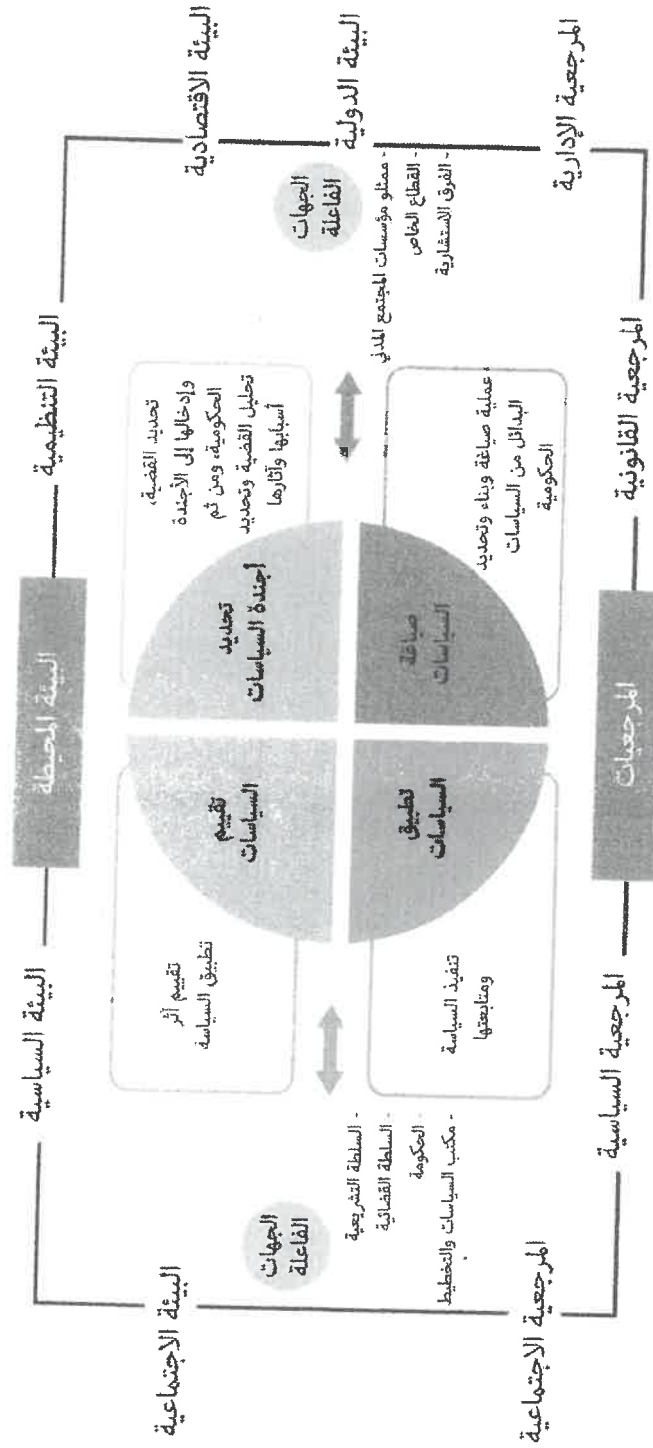 البيئة المحيطة
البيئة التنظيمية
البيئة السياسية
البيئة الاقتصادية
البيئة الاجتماعية
البيئة الدولية
الجهات
الفاعلة
- ممثلو مؤسسات المجتمع المدني
- القطاع الخاص
- الفرق الاستشارية
تحديد القضية،
وإدخالها إلى الأجندة
الحكومية، ومن ثم
تحليل القضية وتحديد
أسبابها وآثارها
تحديد
أجندة السياسات
تقييم
السياسات
تقييم أثر
تطبيق السياسة
عملية صياغة وبناء وتحديد
البدائل من السياسات
الحكومية
صياغة
السياسات
تطبيق
السياسات
تنفيذ السياسة
ومتابعتها
الجهات
الفاعلة
- السلطة التشريعية
- السلطة القضائية
- الحكومة
- مكتب السياسات والتخطيط
المرجعية الإدارية
المرجعية الاجتماعية
المرجعية القانونية
المرجعيات
المرجعية السياسية